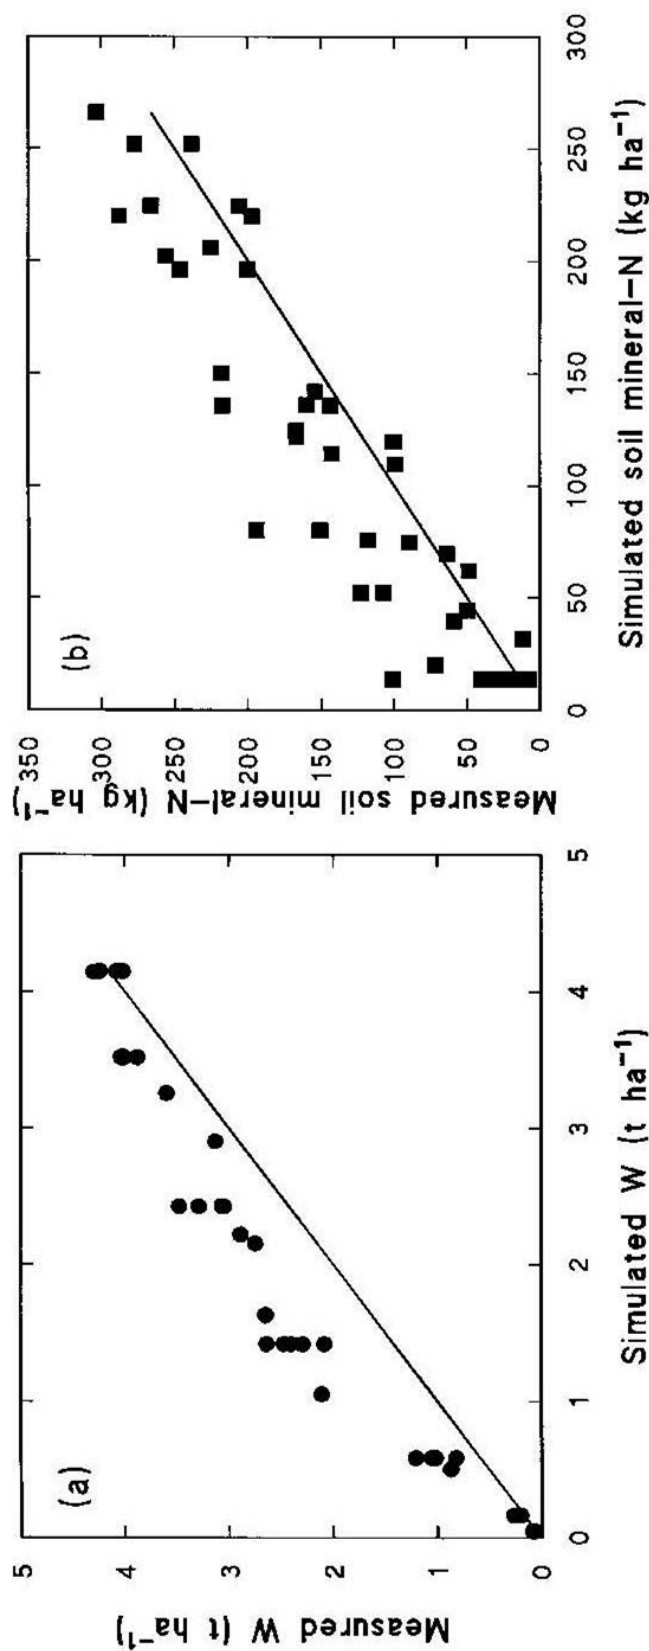 (a)
Measured W (t ha⁻¹)
5
4
3
2
1
0
0 1 2 3 4 5
Simulated W (t ha⁻¹)
(b)
Measured soil mineral-N (kg ha⁻¹)
350
300
250
200
150
100
50
0
0 50 100 150 200 250 300
Simulated soil mineral-N (kg ha⁻¹)